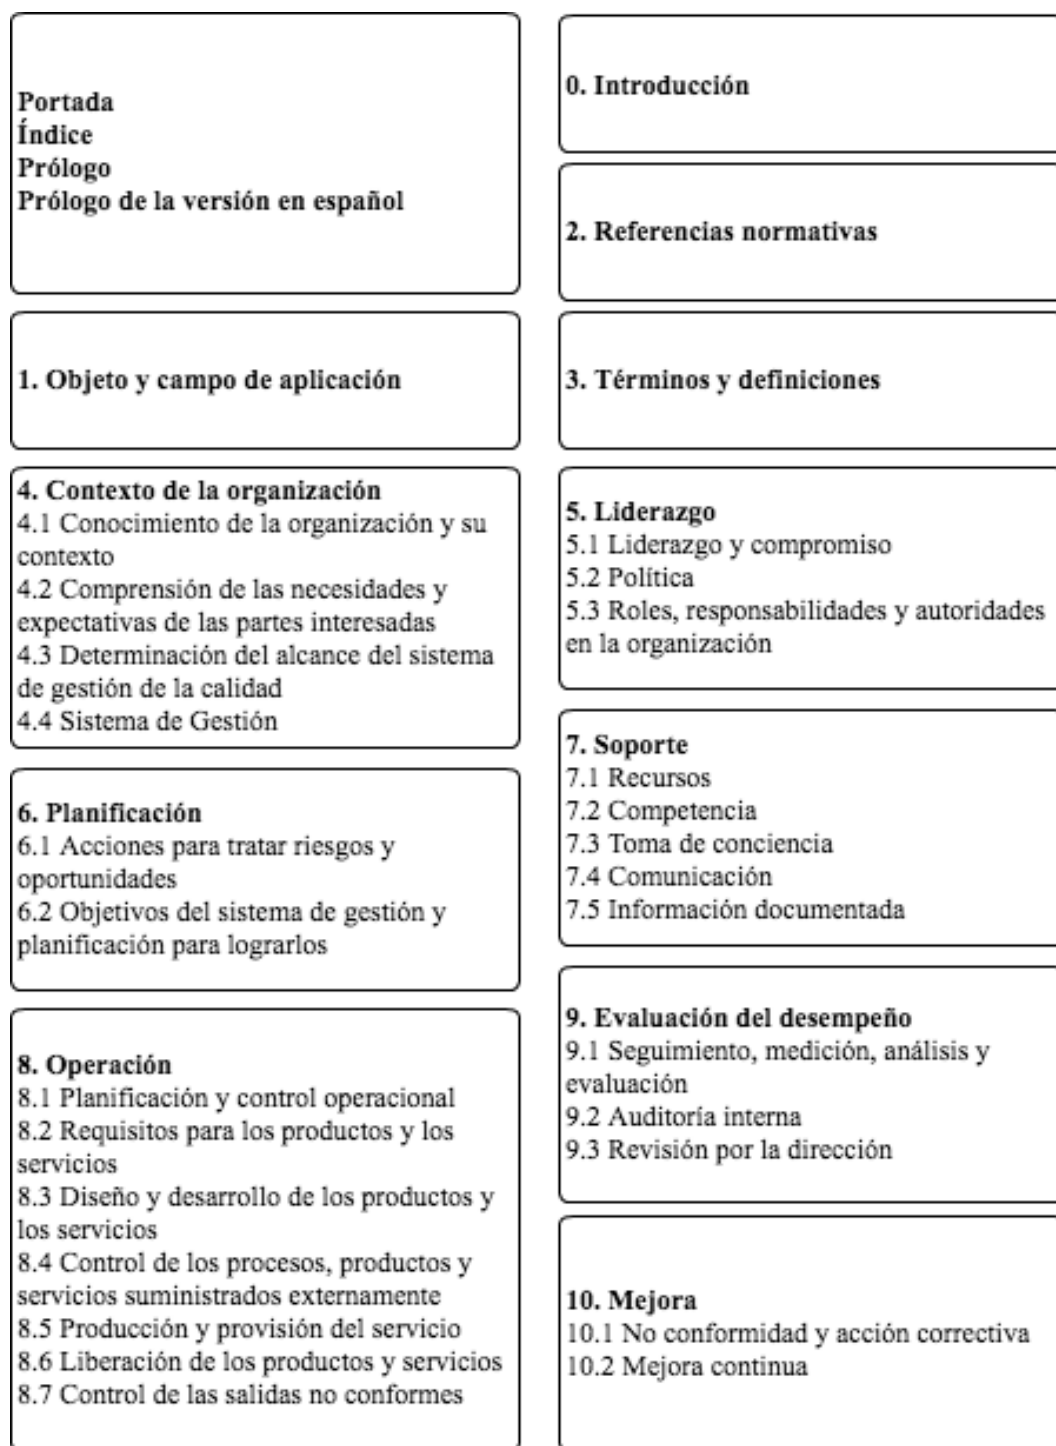 Portada
Índice
Prólogo
Prólogo de la versión en español
0. Introducción
2. Referencias normativas
1. Objeto y campo de aplicación
3. Términos y definiciones
4. Contexto de la organización
4.1 Conocimiento de la organización y su
contexto
4.2 Comprensión de las necesidades y
expectativas de las partes interesadas
4.3 Determinación del alcance del sistema
de gestión de la calidad
4.4 Sistema de Gestión
5. Liderazgo
5.1 Liderazgo y compromiso
5.2 Política
5.3 Roles, responsabilidades y autoridades
en la organización
6. Planificación
6.1 Acciones para tratar riesgos y
oportunidades
6.2 Objetivos del sistema de gestión y
planificación para lograrlos
7. Soporte
7.1 Recursos
7.2 Competencia
7.3 Toma de conciencia
7.4 Comunicación
7.5 Información documentada
8. Operación
8.1 Planificación y control operacional
8.2 Requisitos para los productos y los
servicios
8.3 Diseño y desarrollo de los productos y
los servicios
8.4 Control de los procesos, productos y
servicios suministrados externamente
8.5 Producción y provisión del servicio
8.6 Liberación de los productos y servicios
8.7 Control de las salidas no conformes
9. Evaluación del desempeño
9.1 Seguimiento, medición, análisis y
evaluación
9.2 Auditoría interna
9.3 Revisión por la dirección
10. Mejora
10.1 No conformidad y acción correctiva
10.2 Mejora continua